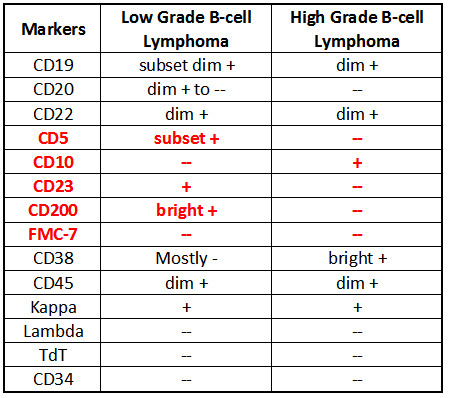 Markers Low Grade B-cell Lymphoma High Grade B-cell Lymphoma
CD19 subset dim + dim +
CD20 dim + to -- --
CD22 dim + dim +
CD5 subset + --
CD10 -- +
CD23 + --
CD200 bright + --
FMC-7 -- --
CD38 Mostly - bright +
CD45 dim + dim +
Kappa + +
Lambda -- --
TdT -- --
CD34 -- --